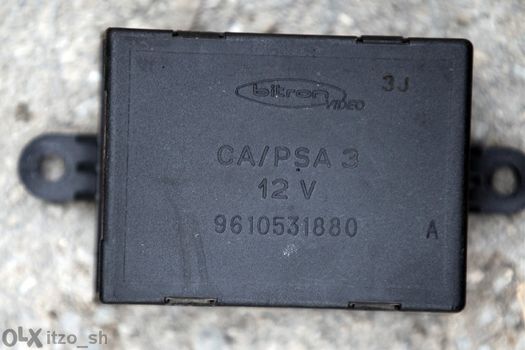 bitron
VIDEO
3J
CA/PSA 3
12 V
9610531880
A
OLX itzo_sh